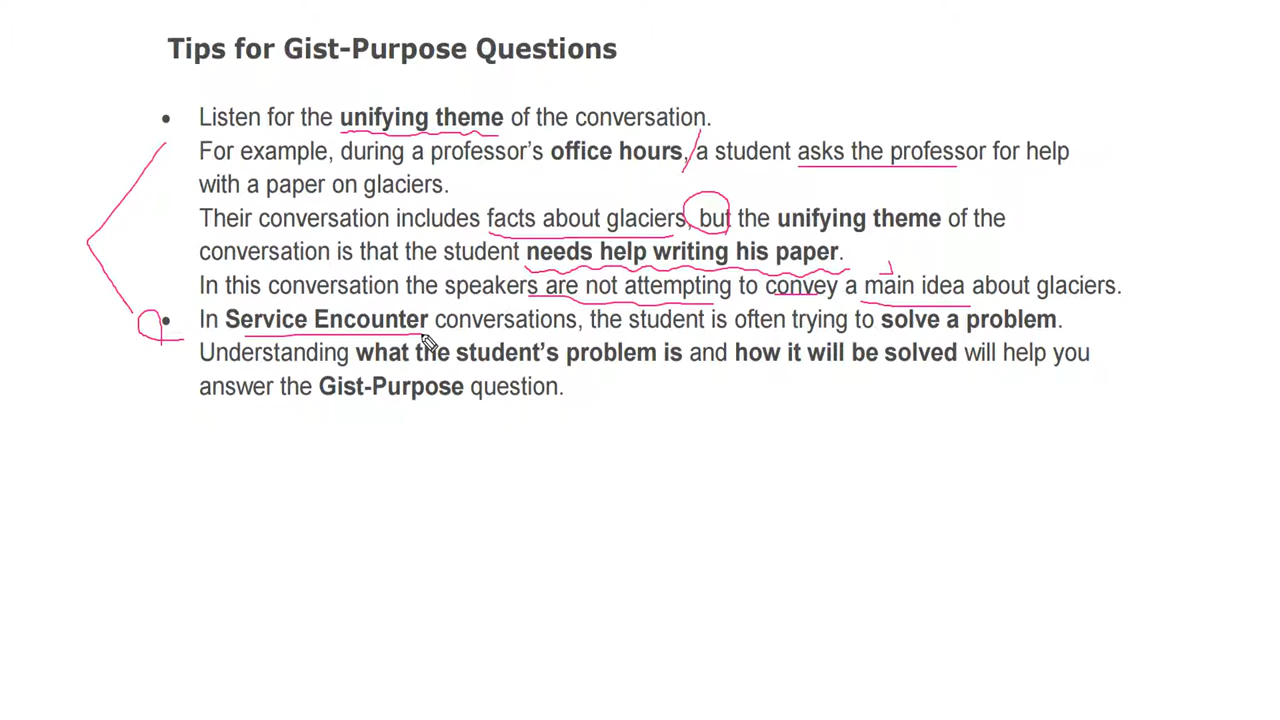 Tips for Gist-Purpose Questions
• Listen for the unifying theme of the conversation.
For example, during a professor's office hours, a student asks the professor for help
with a paper on glaciers.
Their conversation includes facts about glaciers, but the unifying theme of the
conversation is that the student needs help writing his paper.
In this conversation the speakers are not attempting to convey a main idea about glaciers.
• In Service Encounter conversations, the student is often trying to solve a problem.
Understanding what the student's problem is and how it will be solved will help you
answer the Gist-Purpose question.